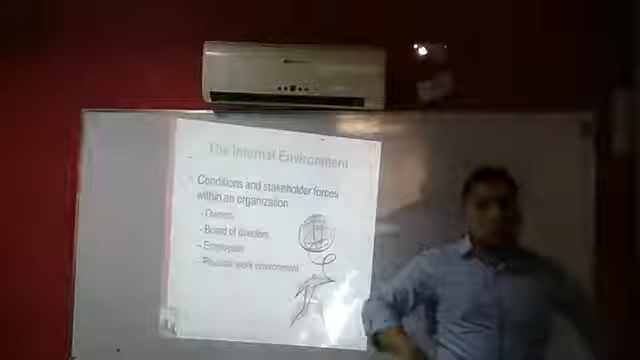 The Internal Environment
Conditions and stakeholder forces
within an organization
- Owners
- Board of directors
- Employees
- Physical work environment